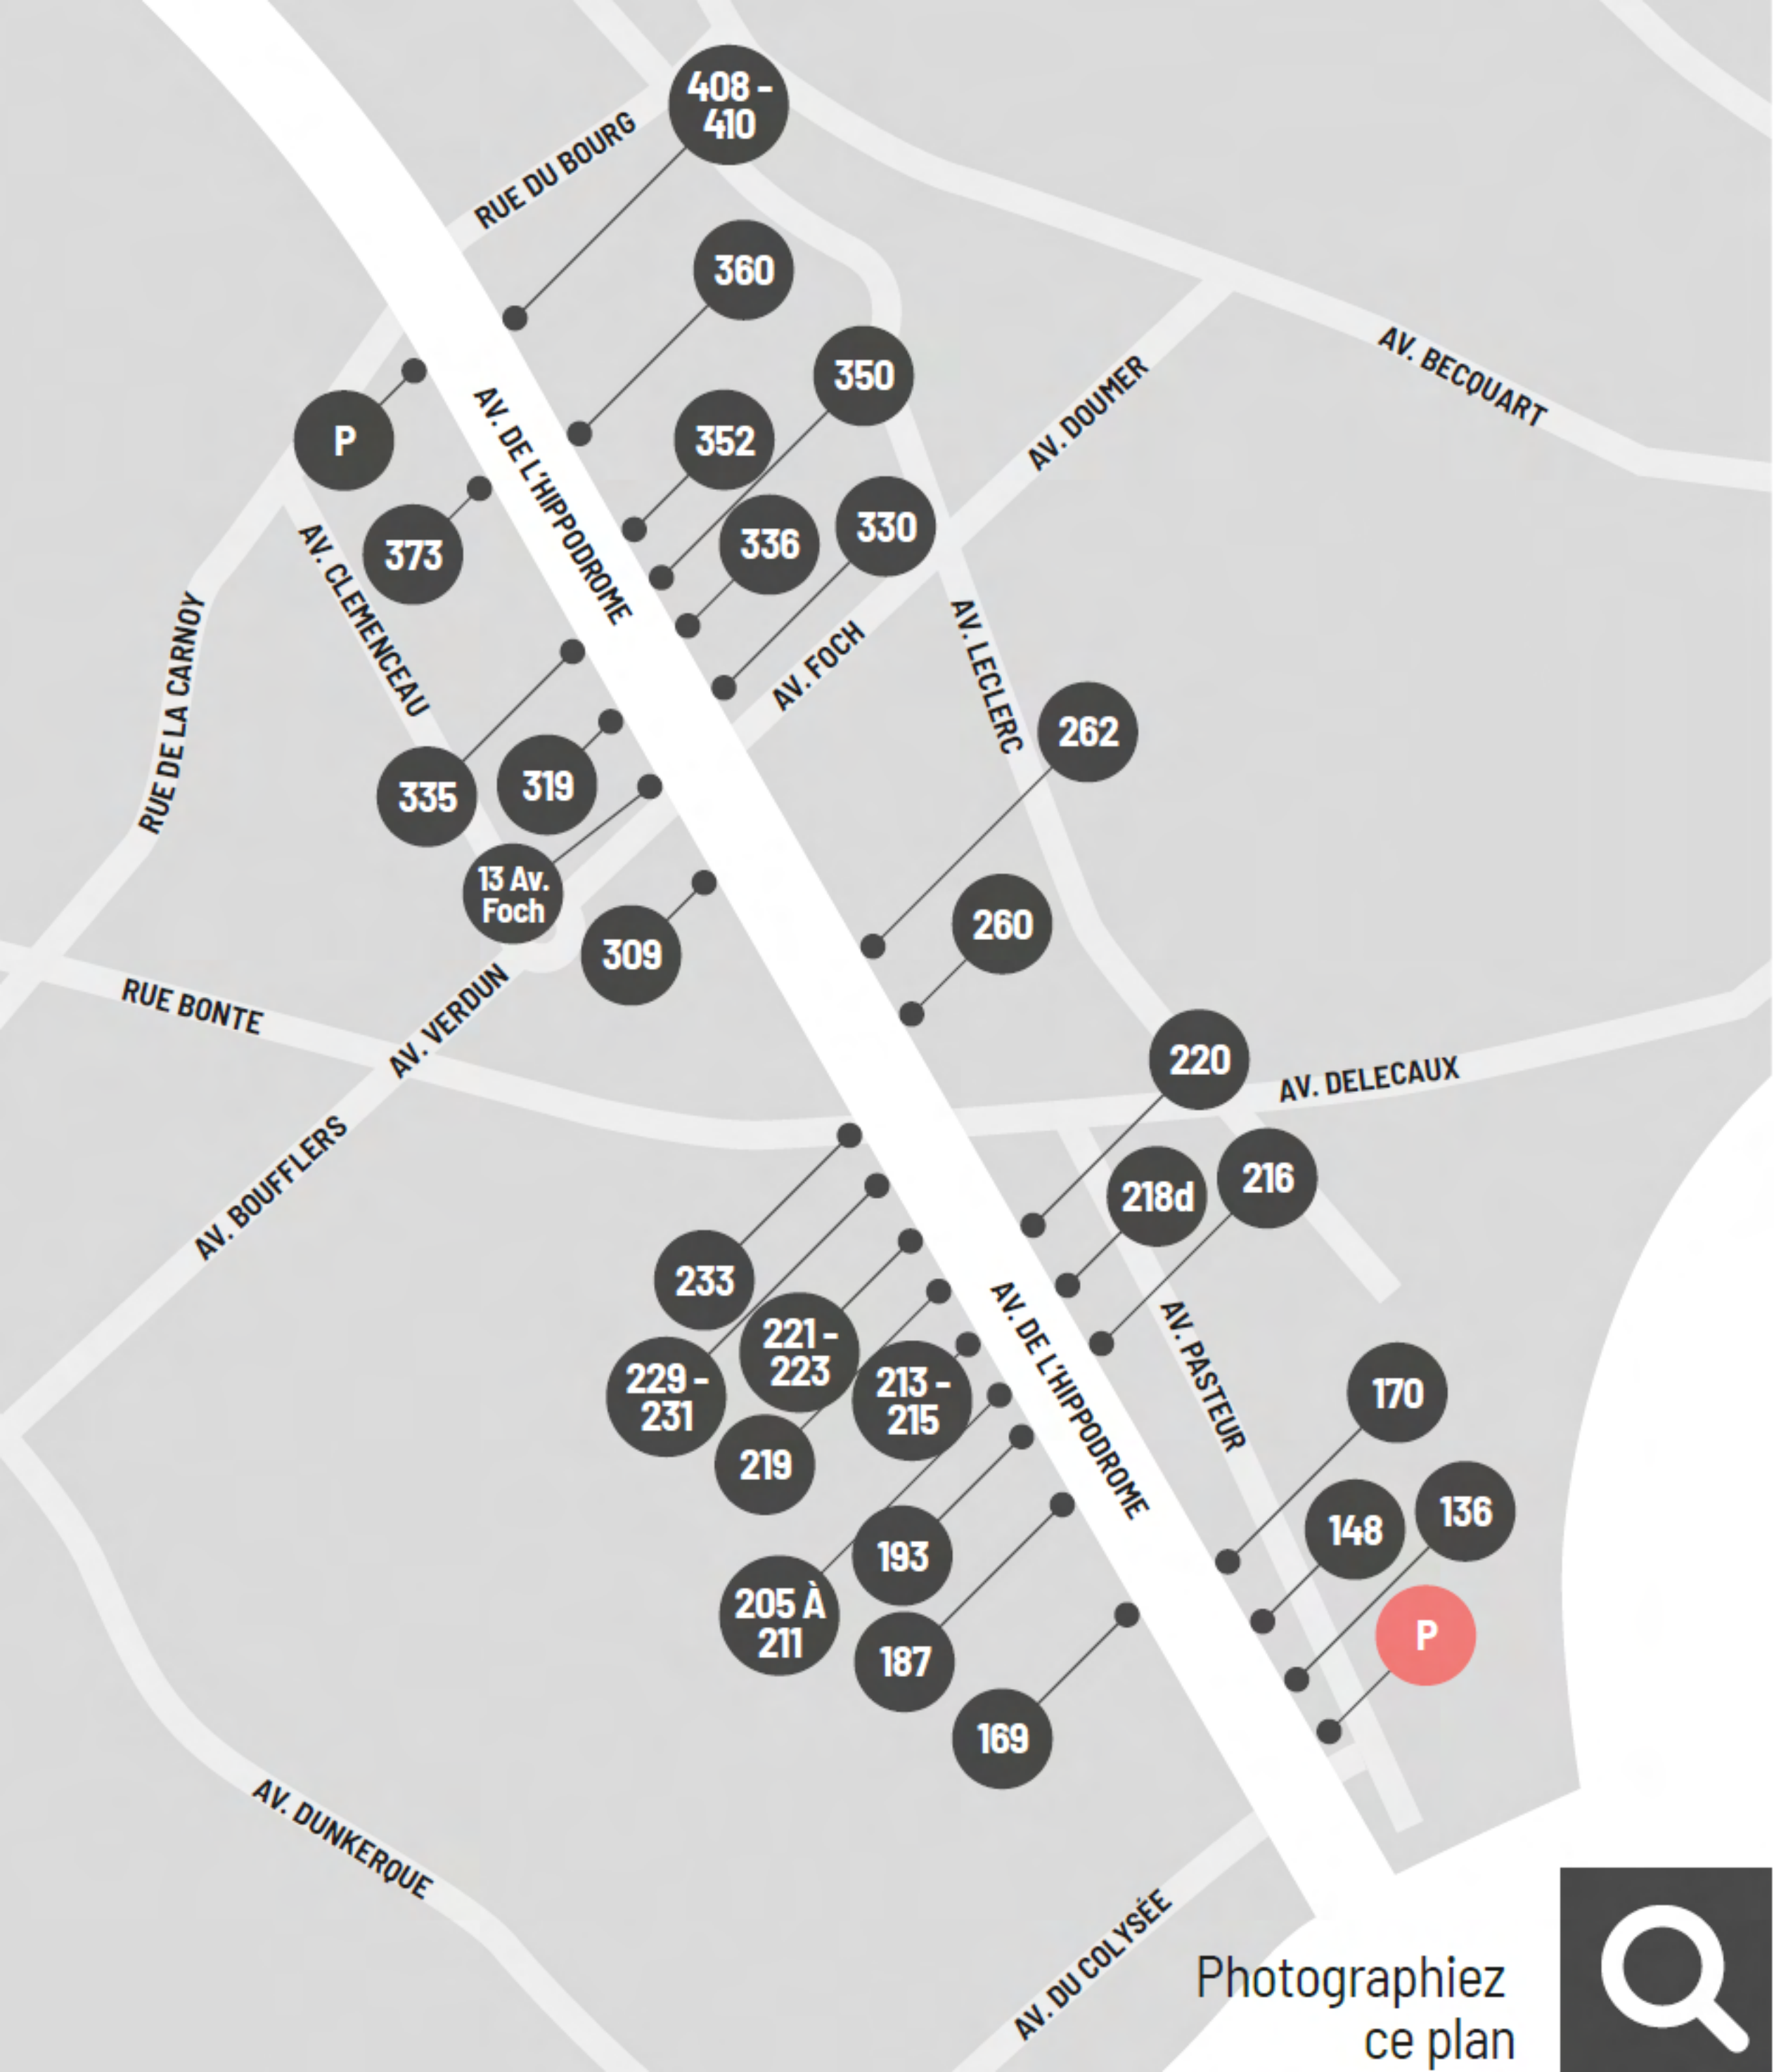 408 -
410
RUE DU BOURG
360
AV. BECQUART
350
AV. DOUMER
P
352
AV. DE L'HIPPODROME
330
336
373
AV. CLEMENCEAU
RUE DE LA CARNOY
AV. FOCH
AV. LECLERC
262
335
319
13 Av.
Foch
260
309
RUE BONTE
AV. VERDUN
220
AV. DELECAUX
AV. BOUFFLERS
218d
216
233
221 -
223
229 -
231
213 -
215
AV. DE L'HIPPODROME
AV. PASTEUR
170
219
148
136
193
205 À
211
187
P
169
AV. DUNKERQUE
AV. DU COLYSÉE
Photographiez
ce plan